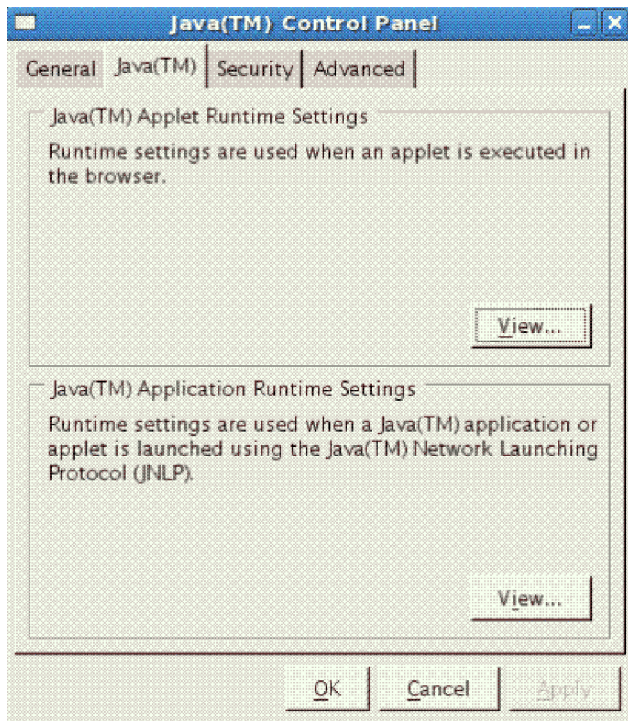 Java(TM) Control Panel
General Java(TM) Security Advanced
Java(TM) Applet Runtime Settings
Runtime settings are used when an applet is executed in
the browser.
View...
Java(TM) Application Runtime Settings
Runtime settings are used when a Java(TM) application or
applet is launched using the Java(TM) Network Launching
Protocol (JNLP).
View...
OK Cancel Apply